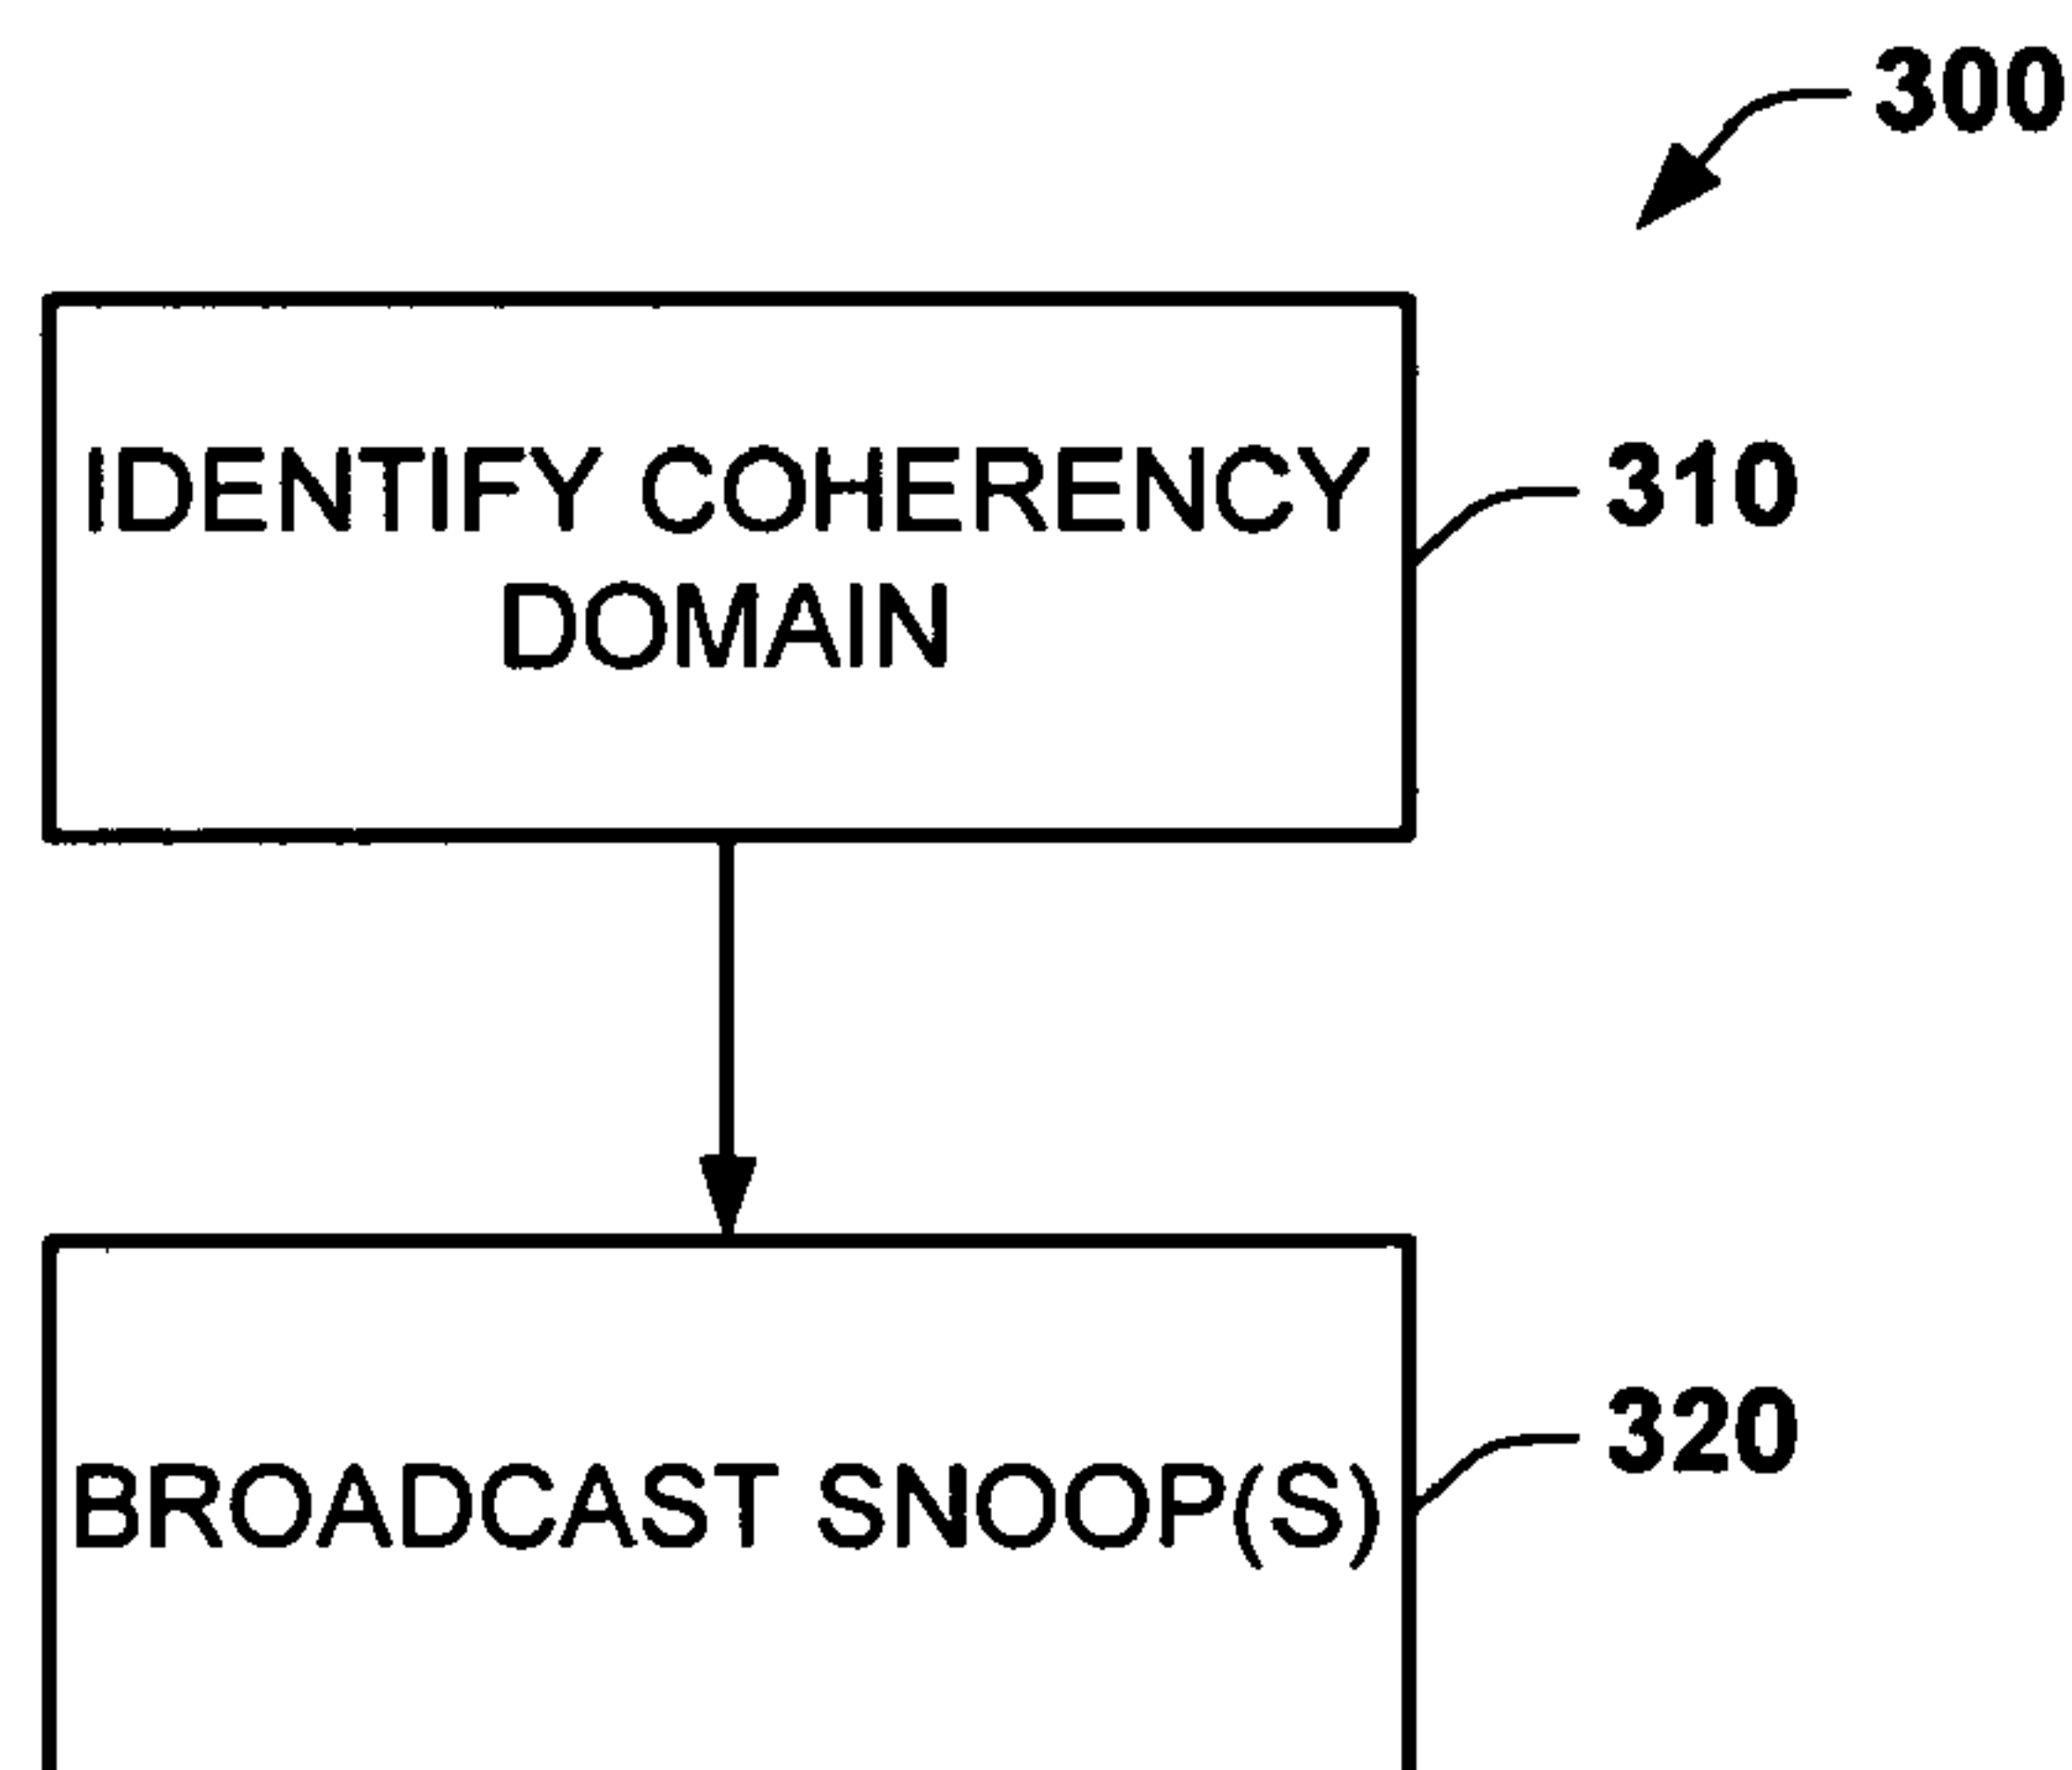 300
IDENTIFY COHERENCY
DOMAIN
310
BROADCAST SNOOP(S)
320